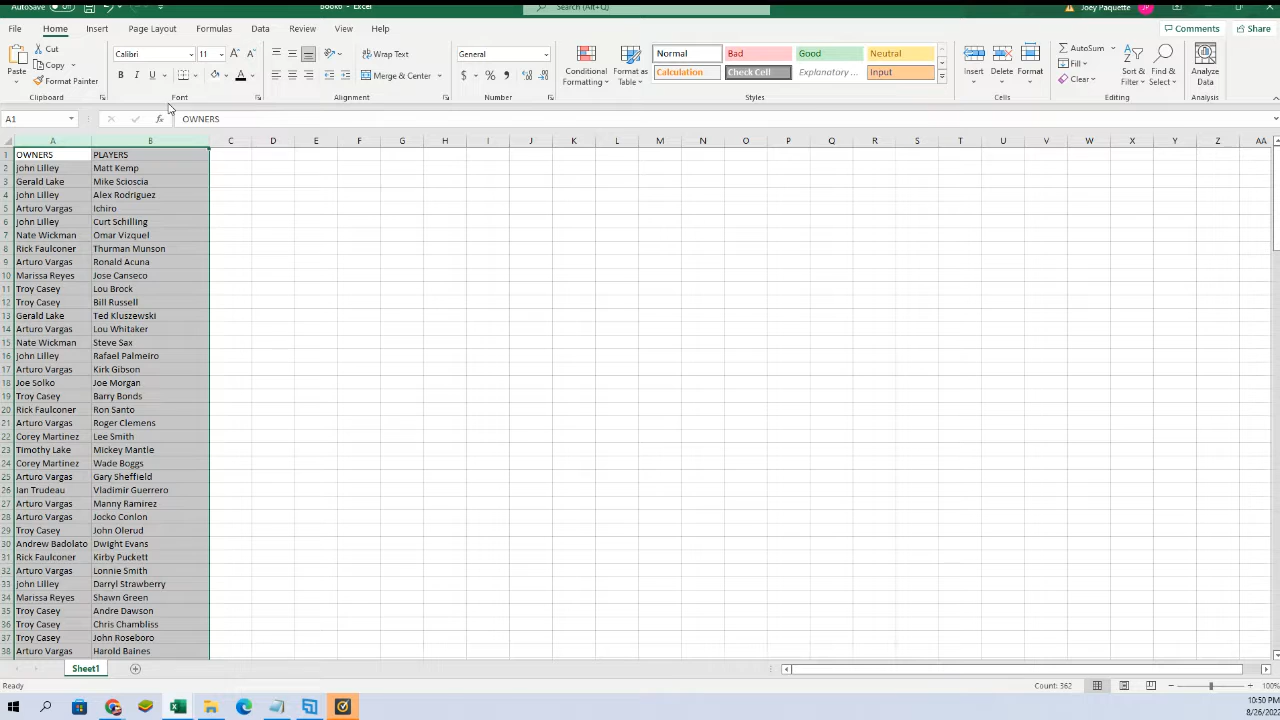 AutoSave Off Book6 - Excel Search (Alt+Q) Joey Paquette JP
File Home Insert Page Layout Formulas Data Review View Help Comments Share
Paste Cut Copy Format Painter Clipboard
Calibri 11 B I U A Font
Wrap Text Merge & Center Alignment
General $ % , Number
Conditional Formatting Format as Table
Normal Bad Good Neutral
Calculation Check Cell Explanatory ... Input
Styles
Insert Delete Format Cells
AutoSum Fill Clear Sort & Filter Find & Select Editing
Analyze Data Analysis
A1 fx OWNERS
A B C D E F G H I J K L M N O P Q R S T U V W X Y Z AA
1 OWNERS PLAYERS
2 John Lilley Matt Kemp
3 Gerald Lake Mike Scioscia
4 John Lilley Alex Rodriguez
5 Arturo Vargas Ichiro
6 John Lilley Curt Schilling
7 Nate Wickman Omar Vizquel
8 Rick Faulconer Thurman Munson
9 Arturo Vargas Ronald Acuna
10 Marissa Reyes Jose Canseco
11 Troy Casey Lou Brock
12 Troy Casey Bill Russell
13 Gerald Lake Ted Kluszewski
14 Arturo Vargas Lou Whitaker
15 Nate Wickman Steve Sax
16 John Lilley Rafael Palmeiro
17 Arturo Vargas Kirk Gibson
18 Joe Solko Joe Morgan
19 Troy Casey Barry Bonds
20 Rick Faulconer Ron Santo
21 Arturo Vargas Roger Clemens
22 Corey Martinez Lee Smith
23 Timothy Lake Mickey Mantle
24 Corey Martinez Wade Boggs
25 Arturo Vargas Gary Sheffield
26 Ian Trudeau Vladimir Guerrero
27 Arturo Vargas Manny Ramirez
28 Arturo Vargas Jocko Conlon
29 Troy Casey John Olerud
30 Andrew Badolato Dwight Evans
31 Rick Faulconer Kirby Puckett
32 Arturo Vargas Lonnie Smith
33 John Lilley Darryl Strawberry
34 Marissa Reyes Shawn Green
35 Troy Casey Andre Dawson
36 Troy Casey Chris Chambliss
37 Troy Casey John Roseboro
38 Arturo Vargas Harold Baines
Sheet1
Ready Count: 362 100%
10:50 PM
8/26/2022